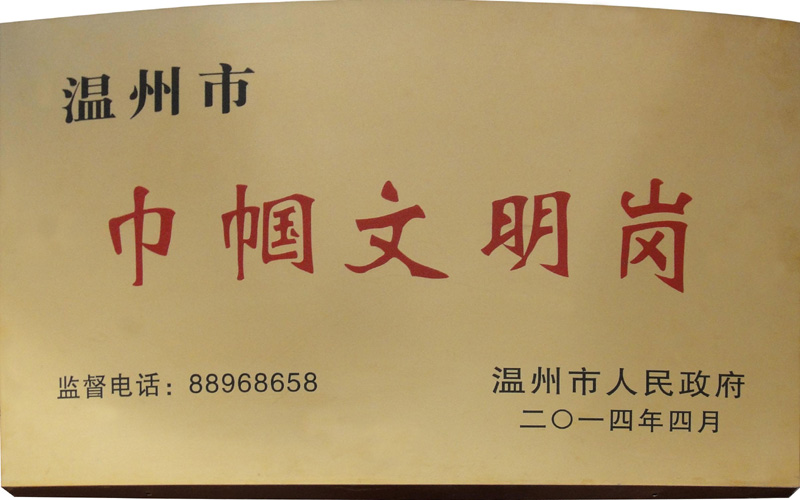 温州市
巾帼文明岗
监督电话：88968658
温州市人民政府
二〇一四年四月